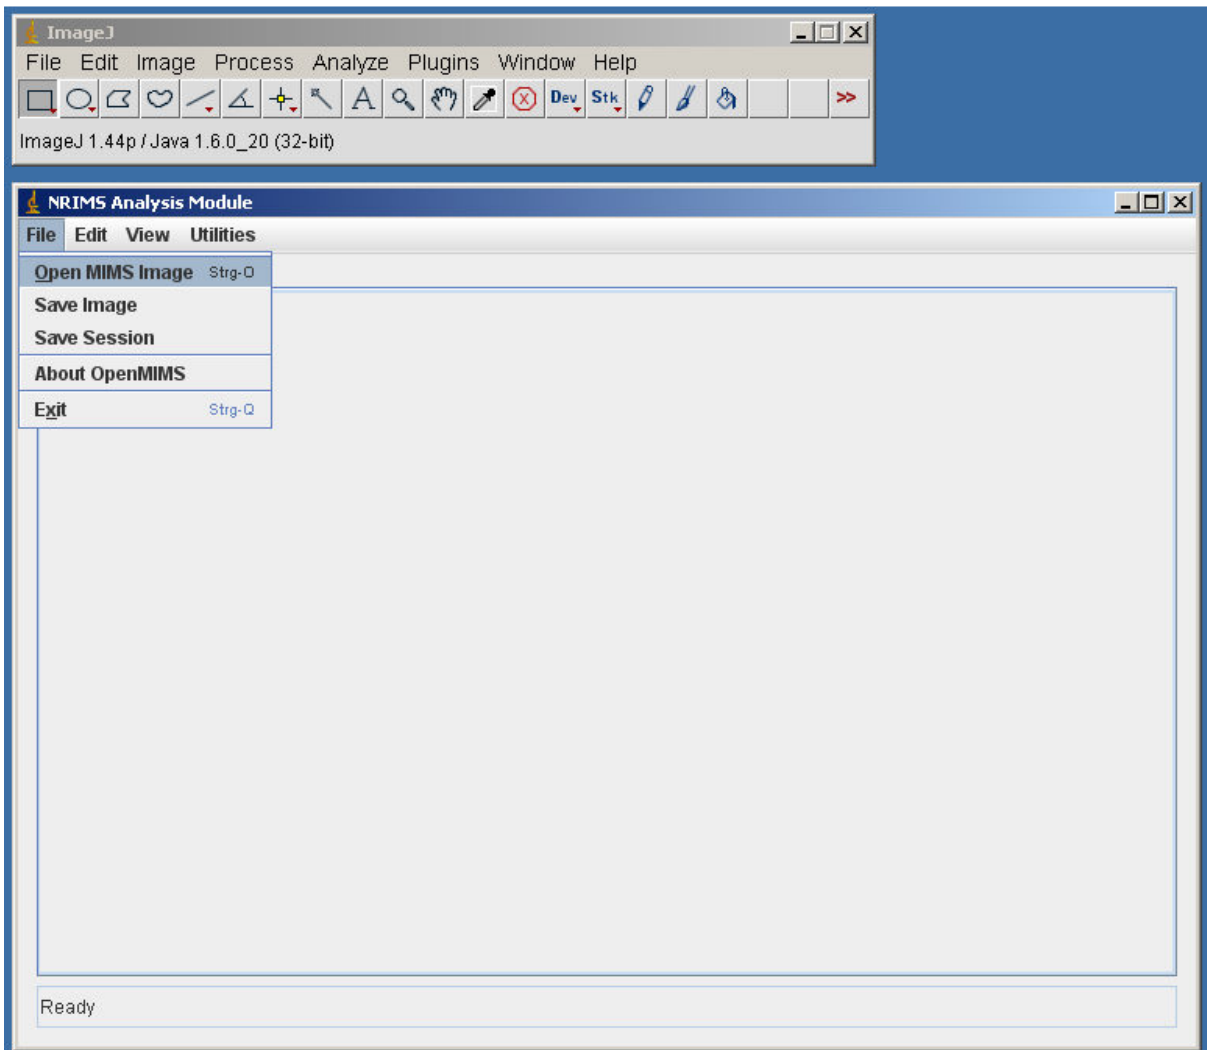 ImageJ
File Edit Image Process Analyze Plugins Window Help
A Dev Stk >>
ImageJ 1.44p / Java 1.6.0_20 (32-bit)
NRIMS Analysis Module
File Edit View Utilities
Open MIMS Image Strg-O
Save Image
Save Session
About OpenMIMS
Exit Strg-Q
Ready